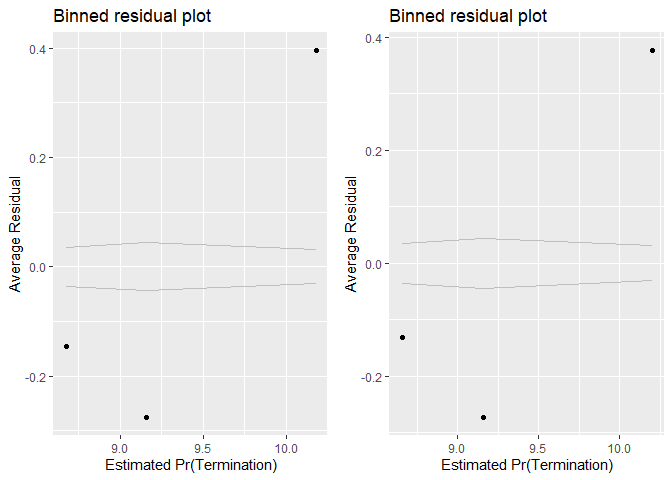 Binned residual plot
0.4
0.2
0.0
-0.2
Average Residual
9.0 9.5 10.0
Estimated Pr(Termination)
Binned residual plot
0.4
0.2
0.0
-0.2
Average Residual
9.0 9.5 10.0
Estimated Pr(Termination)